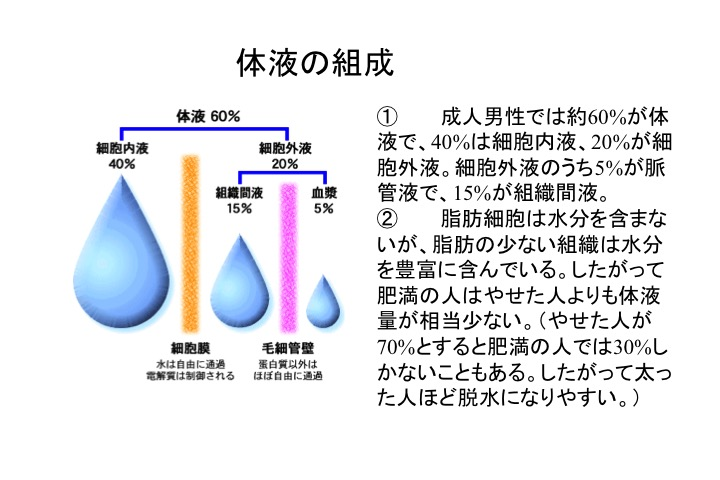 体液の組成
体液 60%
細胞内液
40%
細胞外液
20%
組織間液
15%
血漿
5%
細胞膜
水は自由に通過
電解質は制御される
毛細管壁
蛋白質以外は
ほぼ自由に通過
① 成人男性では約60%が体
液で、40%は細胞内液、20%が細
胞外液。細胞外液のうち5%が脈
管液で、15%が組織間液。
② 脂肪細胞は水分を含まな
いが、脂肪の少ない組織は水分
を豊富に含んでいる。したがって
肥満の人はやせた人よりも体液
量が相当少ない。（やせた人が
70%とすると肥満の人では30%し
かないこともある。したがって太っ
た人ほど脱水になりやすい。）